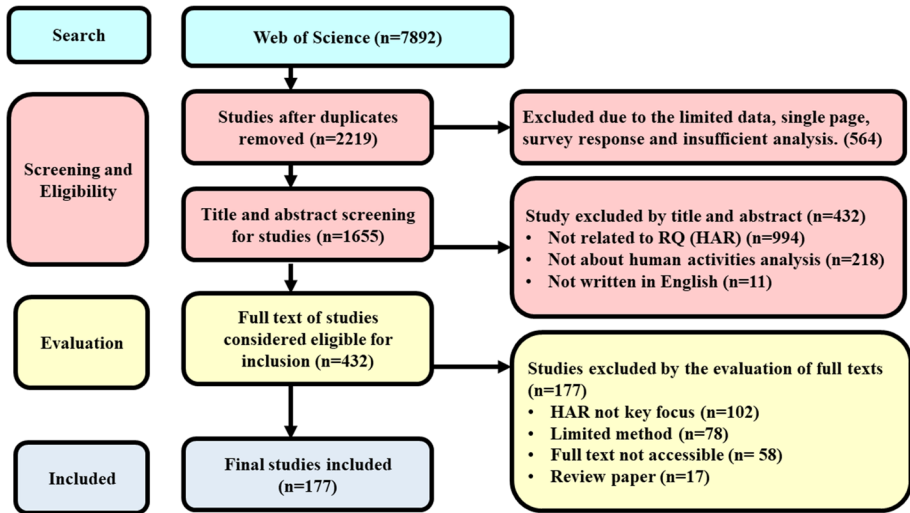 Search
Web of Science (n=7892)
Screening and
Eligibility
Studies after duplicates
removed (n=2219)
Excluded due to the limited data, single page,
survey response and insufficient analysis. (564)
Title and abstract screening
for studies (n=1655)
Study excluded by title and abstract (n=432)
• Not related to RQ (HAR) (n=994)
• Not about human activities analysis (n=218)
• Not written in English (n=11)
Evaluation
Full text of studies
considered eligible for
inclusion (n=432)
Studies excluded by the evaluation of full texts
(n=177)
• HAR not key focus (n=102)
• Limited method (n=78)
• Full text not accessible (n= 58)
• Review paper (n=17)
Included
Final studies included
(n=177)